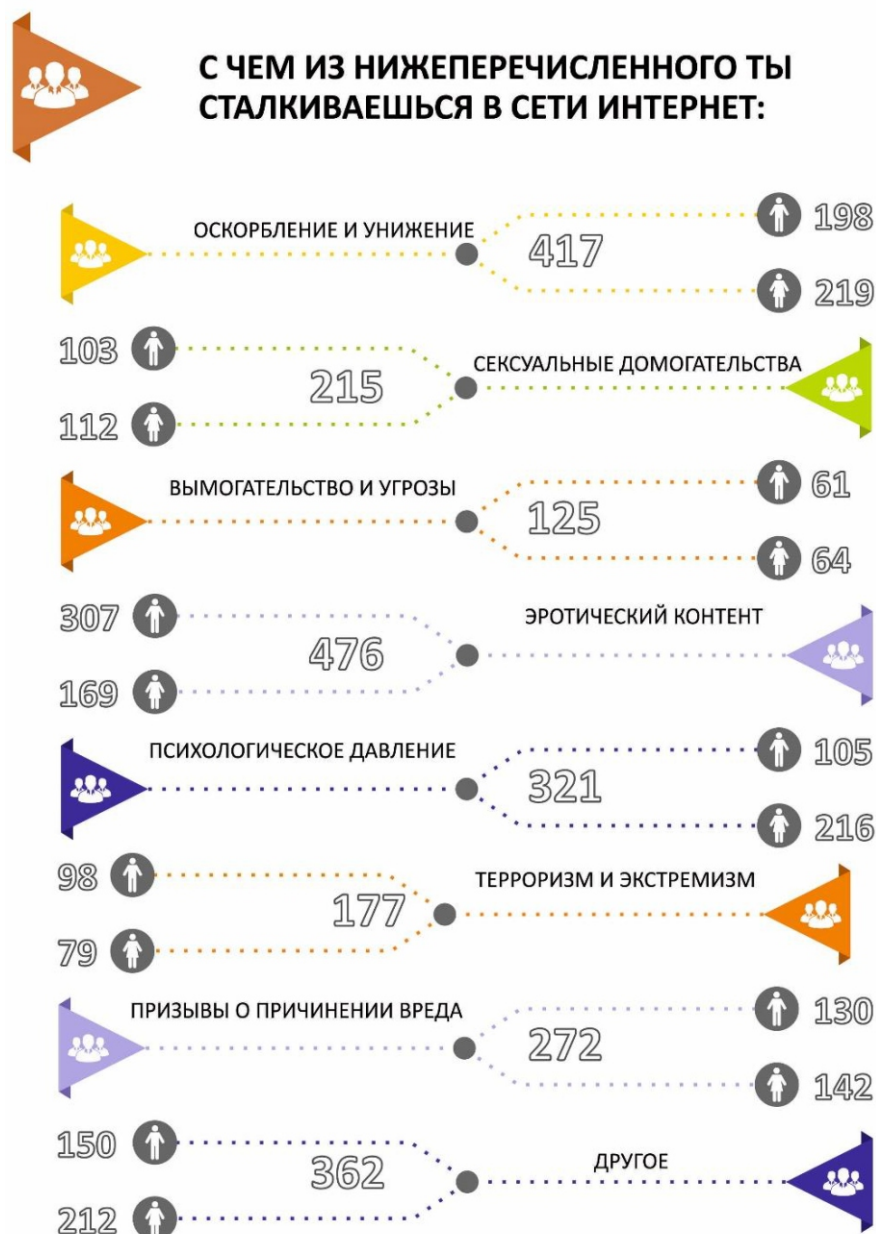 С ЧЕМ ИЗ НИЖЕПЕРЕЧИСЛЕННОГО ТЫ
СТАЛКИВАЕШЬСЯ В СЕТИ ИНТЕРНЕТ:
ОСКОРБЛЕНИЕ И УНИЖЕНИЕ
417
198
219
103
112
215
СЕКСУАЛЬНЫЕ ДОМОГАТЕЛЬСТВА
ВЫМОГАТЕЛЬСТВО И УГРОЗЫ
125
61
64
307
169
476
ЭРОТИЧЕСКИЙ КОНТЕНТ
ПСИХОЛОГИЧЕСКОЕ ДАВЛЕНИЕ
321
105
216
98
79
177
ТЕРРОРИЗМ И ЭКСТРЕМИЗМ
ПРИЗЫВЫ О ПРИЧИНЕНИИ ВРЕДА
272
130
142
150
212
362
ДРУГОЕ